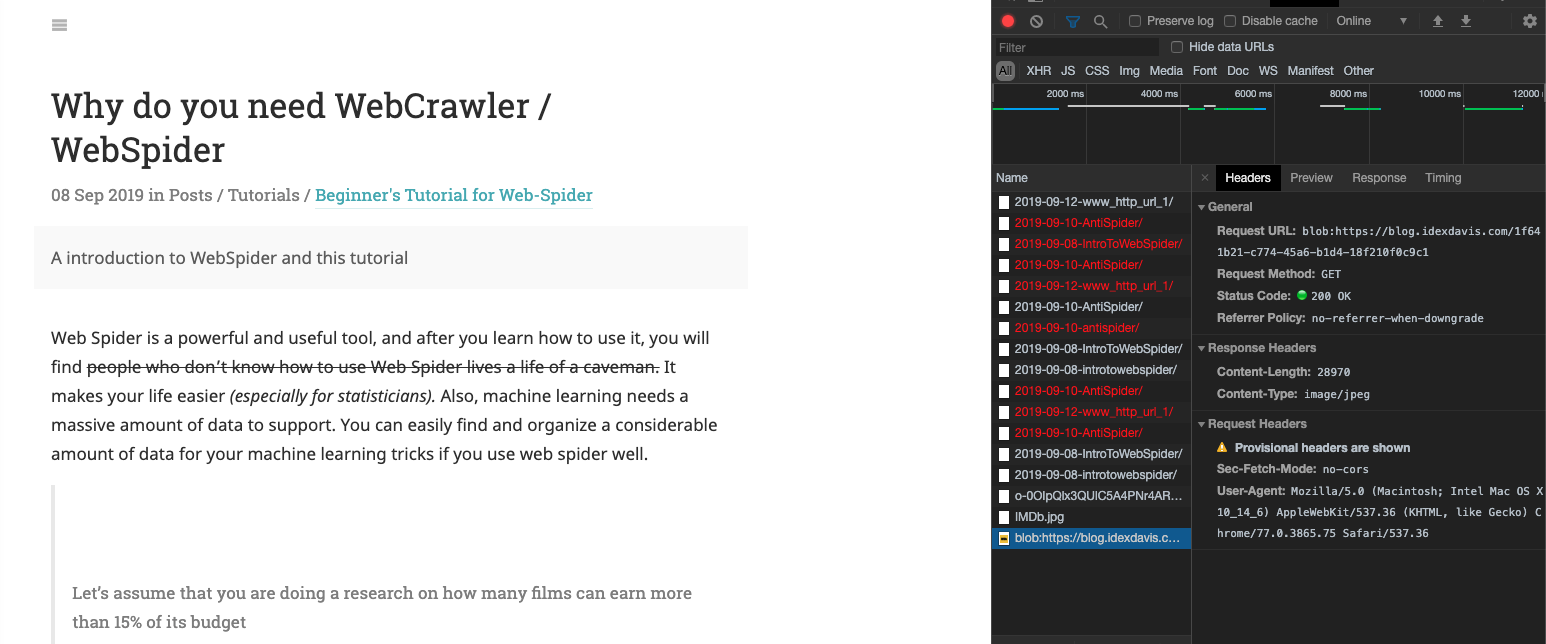 Why do you need WebCrawler /
WebSpider
08 Sep 2019 in Posts / Tutorials / Beginner's Tutorial for Web-Spider
A introduction to WebSpider and this tutorial
Web Spider is a powerful and useful tool, and after you learn how to use it, you will
find people who don't know how to use Web Spider lives a life of a caveman. It
makes your life easier (especially for statisticians). Also, machine learning needs a
massive amount of data to support. You can easily find and organize a considerable
amount of data for your machine learning tricks if you use web spider well.
Let's assume that you are doing a research on how many films can earn more
than 15% of its budget
Preserve log Disable cache Online
Filter Hide data URLs
All XHR JS CSS Img Media Font Doc WS Manifest Other
2000 ms 4000 ms 6000 ms 8000 ms 10000 ms 12000
Name
2019-09-12-www_http_url_1/
2019-09-10-AntiSpider/
2019-09-08-IntroToWebSpider/
2019-09-10-AntiSpider/
2019-09-12-www_http_url_1/
2019-09-10-AntiSpider/
2019-09-10-antispider/
2019-09-08-IntroToWebSpider/
2019-09-08-introtowebspider/
2019-09-10-AntiSpider/
2019-09-12-www_http_url_1/
2019-09-10-AntiSpider/
2019-09-08-IntroToWebSpider/
2019-09-08-introtowebspider/
o-0OIpQlx3QUlC5A4PNr4AR...
IMDb.jpg
blob:https://blog.idexdavis.c...
× Headers Preview Response Timing
General
Request URL: blob:https://blog.idexdavis.com/1f64
1b21-c774-45a6-b1d4-18f210f0c9c1
Request Method: GET
Status Code: 200 OK
Referrer Policy: no-referrer-when-downgrade
Response Headers
Content-Length: 28970
Content-Type: image/jpeg
Request Headers
Provisional headers are shown
Sec-Fetch-Mode: no-cors
User-Agent: Mozilla/5.0 (Macintosh; Intel Mac OS X
10_14_6) AppleWebKit/537.36 (KHTML, like Gecko) C
hrome/77.0.3865.75 Safari/537.36